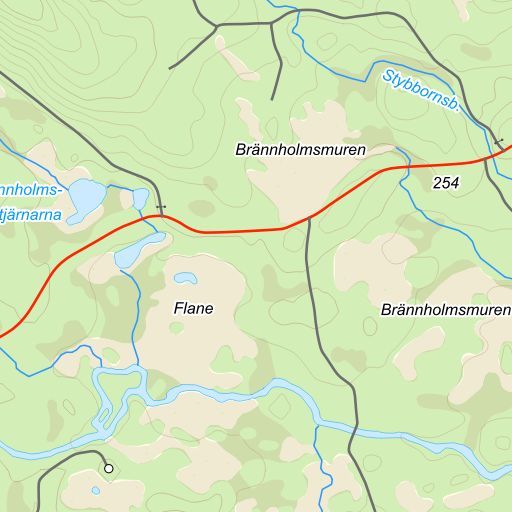 Stybbornsb.
Brännholmsmuren
254
nnholms-
tjärnarna
Flane
Brännholmsmuren